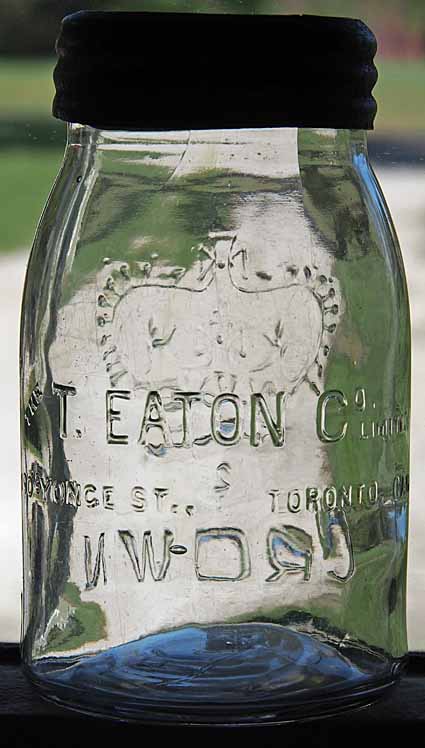 THE T. EATON CO. LIMITED
YONGE ST., TORONTO,
CROWN